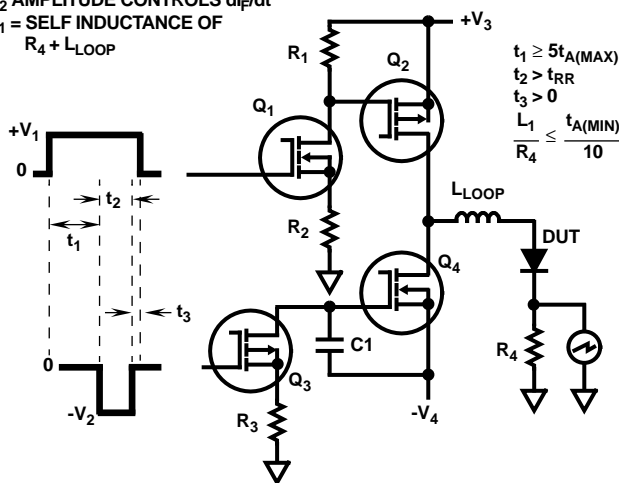 2 AMPLITUDE CONTROLS dIF/dt
1 = SELF INDUCTANCE OF
R4 + LLOOP
+V3
R1
Q2
t1 ≥ 5tA(MAX)
t2 > tRR
t3 > 0
L1/R4 ≤ tA(MIN)/10
Q1
+V1
0
t2
t1
R2
LLOOP
DUT
Q4
t3
R4
C1
0
Q3
-V2
-V4
R3